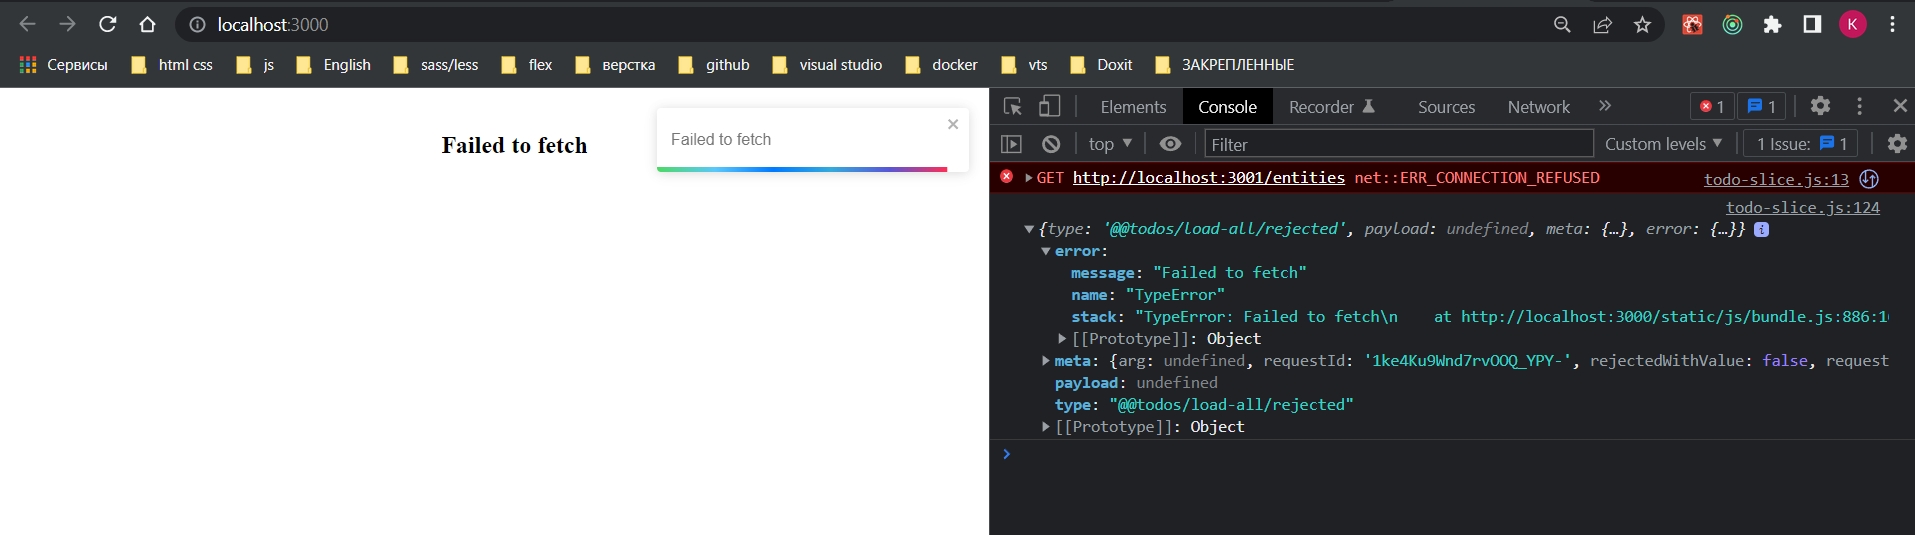 localhost:3000
K
Сервисы html css js English sass/less flex верстка github visual studio docker vts Doxit ЗАКРЕПЛЕННЫЕ
Failed to fetch
Failed to fetch
Elements Console Recorder Sources Network » 1 1
top Filter Custom levels 1 Issue: 1
GET http://localhost:3001/entities net::ERR_CONNECTION_REFUSED todo-slice.js:13
todo-slice.js:124
{type: '@@todos/load-all/rejected', payload: undefined, meta: {…}, error: {…}} i
error:
message: "Failed to fetch"
name: "TypeError"
stack: "TypeError: Failed to fetch\n    at http://localhost:3000/static/js/bundle.js:886:1
[[Prototype]]: Object
meta: {arg: undefined, requestId: '1ke4Ku9Wnd7rvOOQ_YPY-', rejectedWithValue: false, request
payload: undefined
type: "@@todos/load-all/rejected"
[[Prototype]]: Object